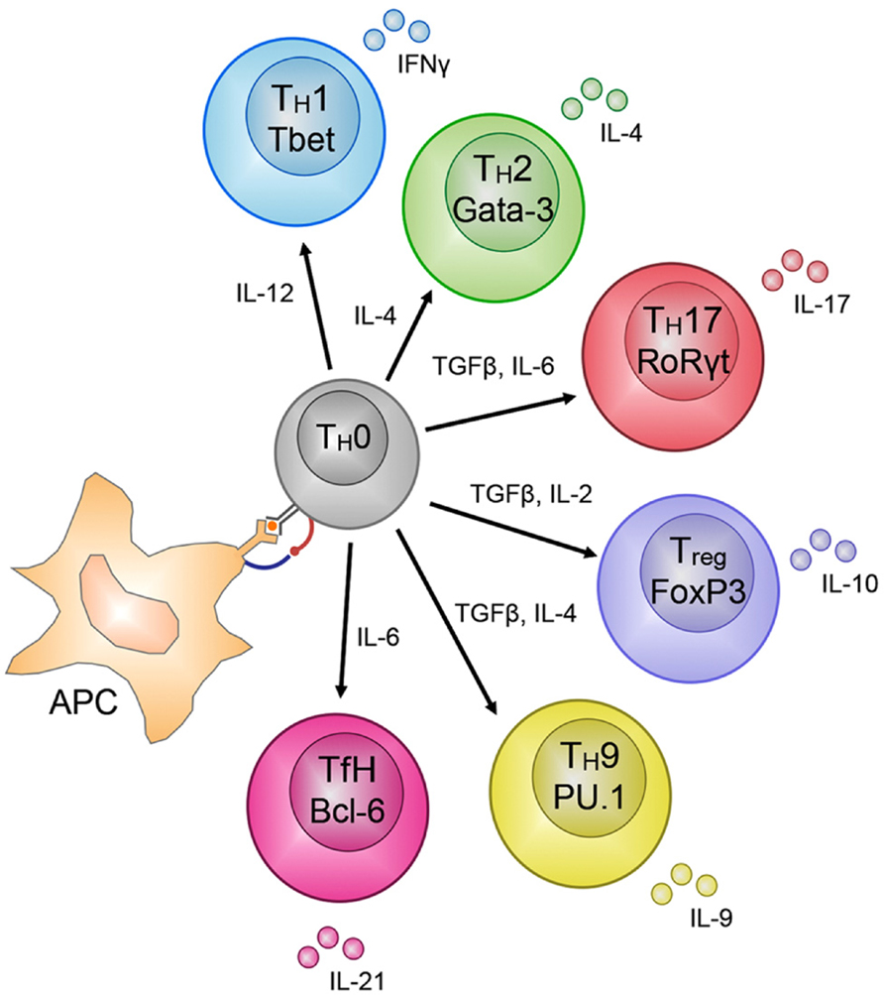 IFNγ
TH1
Tbet
IL-4
TH2
Gata-3
IL-17
TH17
RoRγt
IL-12
IL-4
TGFβ, IL-6
TH0
TGFβ, IL-2
Treg
FoxP3
IL-10
TGFβ, IL-4
IL-6
APC
TfH
Bcl-6
TH9
PU.1
IL-9
IL-21